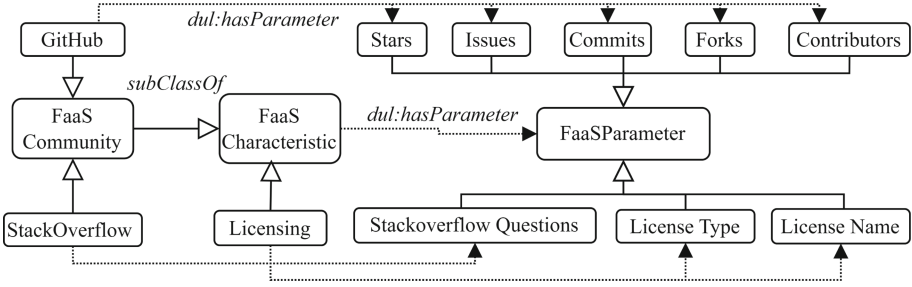 dul:hasParameter
GitHub
Stars
Issues
Commits
Forks
Contributors
subClassOf
FaaS
Community
FaaS
Characteristic
dul:hasParameter
FaaSParameter
StackOverflow
Licensing
Stackoverflow Questions
License Type
License Name